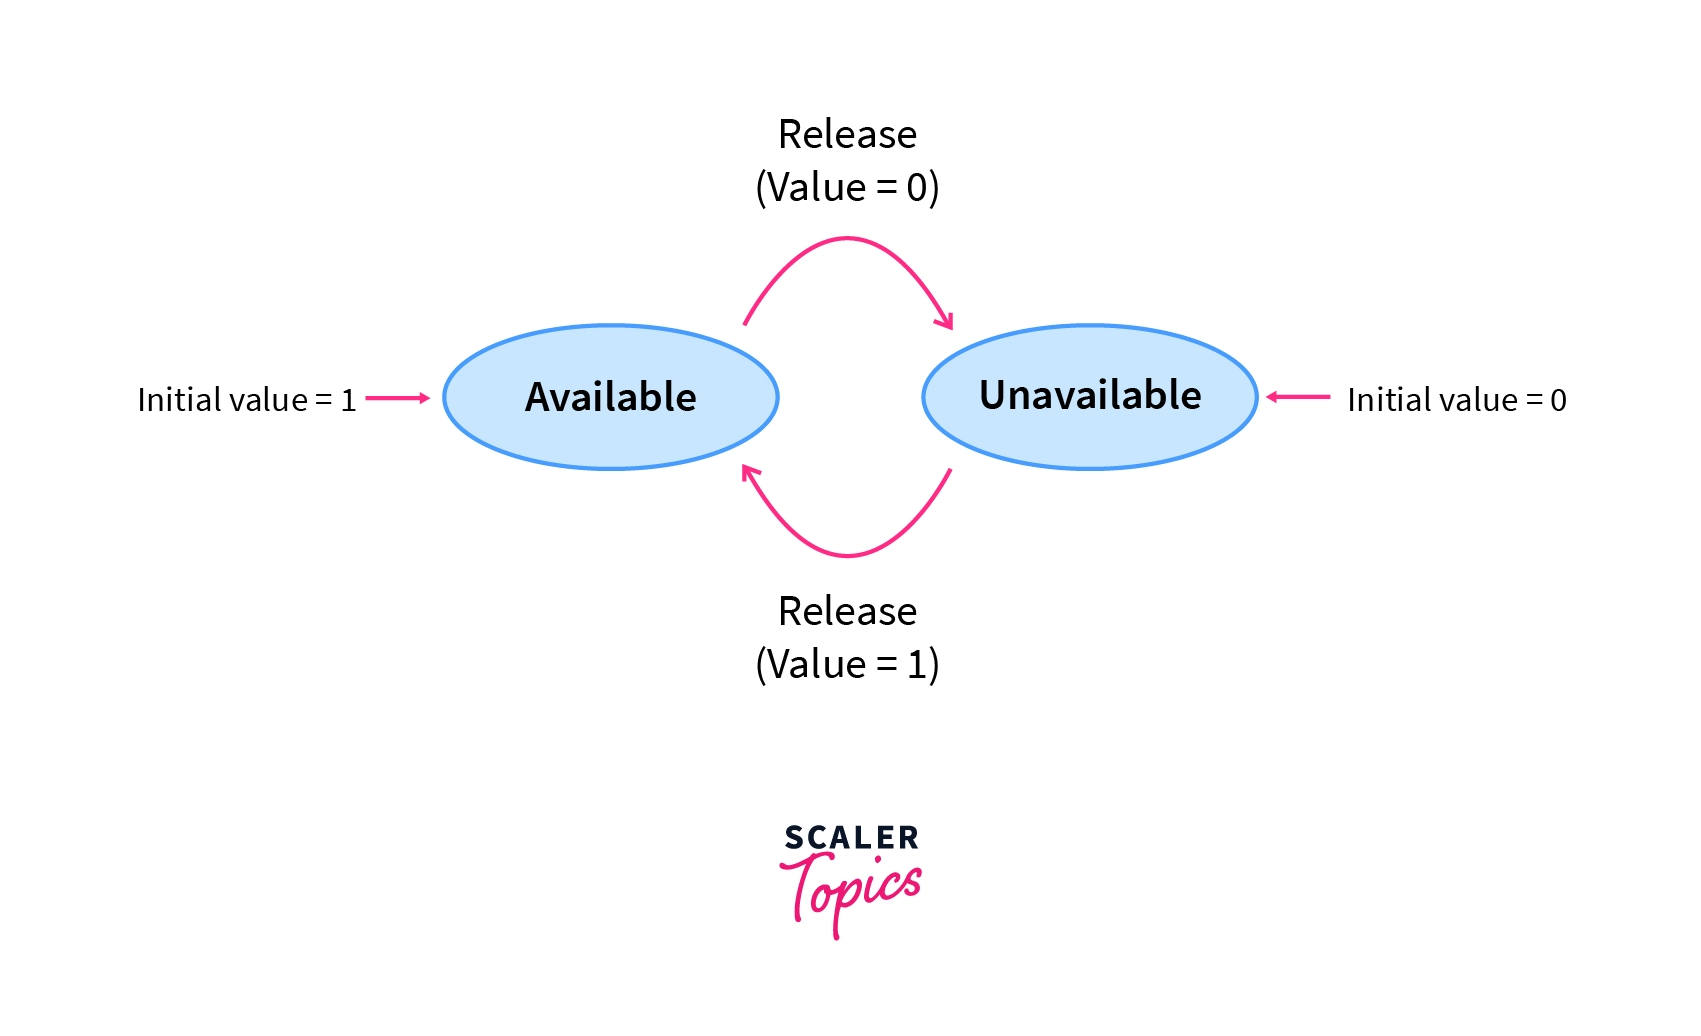 Release
(Value = 0)
Initial value = 1
Available
Unavailable
Initial value = 0
Release
(Value = 1)
SCALER
Topics